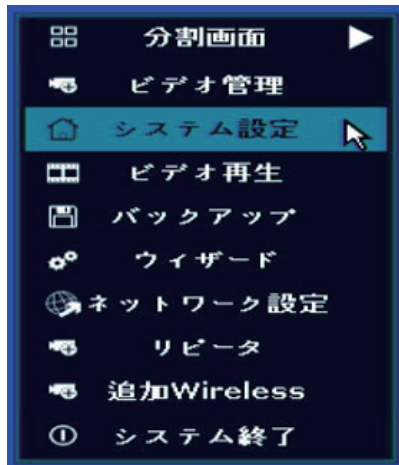 分割画面
ビデオ管理
システム設定
ビデオ再生
バックアップ
ウィザード
ネットワーク設定
リピータ
追加Wireless
システム終了